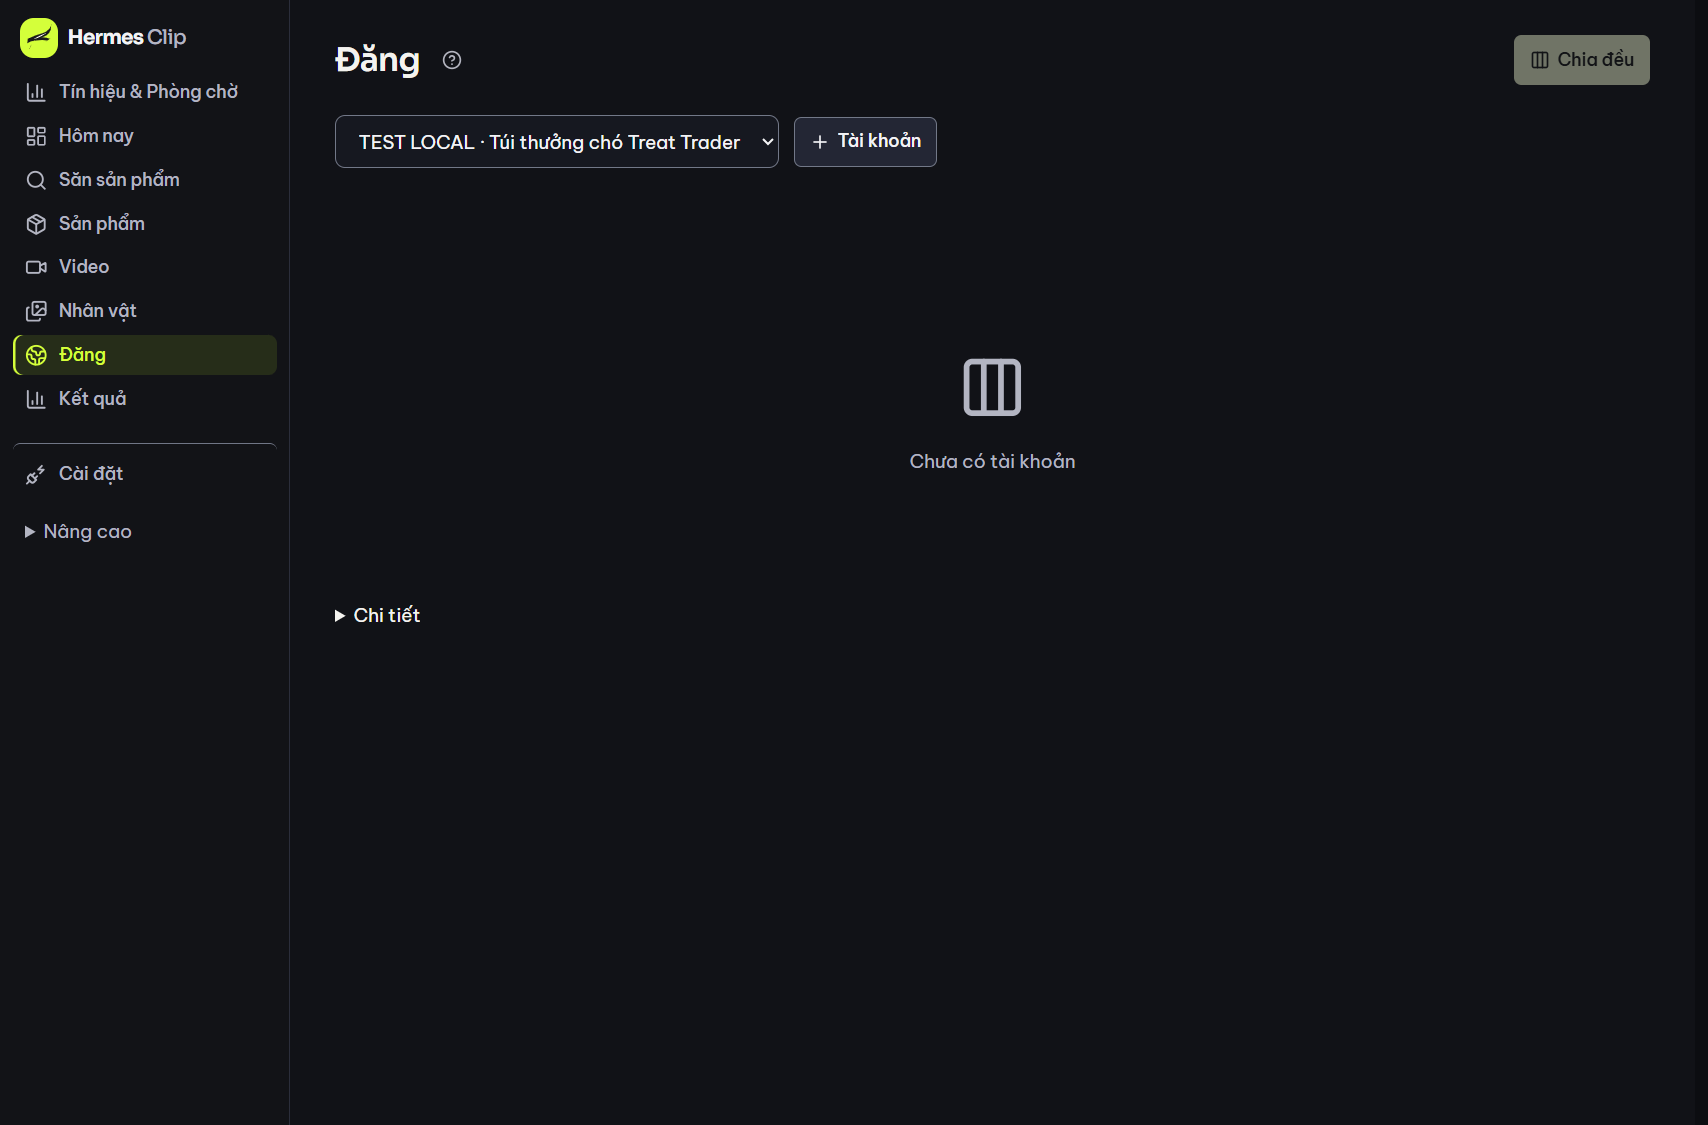 Hermes Clip
Tín hiệu & Phòng chờ
Hôm nay
Săn sản phẩm
Sản phẩm
Video
Nhân vật
Đăng
Kết quả
Cài đặt
Nâng cao
Đăng
Chia đều
TEST LOCAL · Túi thưởng chó Treat Trader
Tài khoản
Chưa có tài khoản
Chi tiết